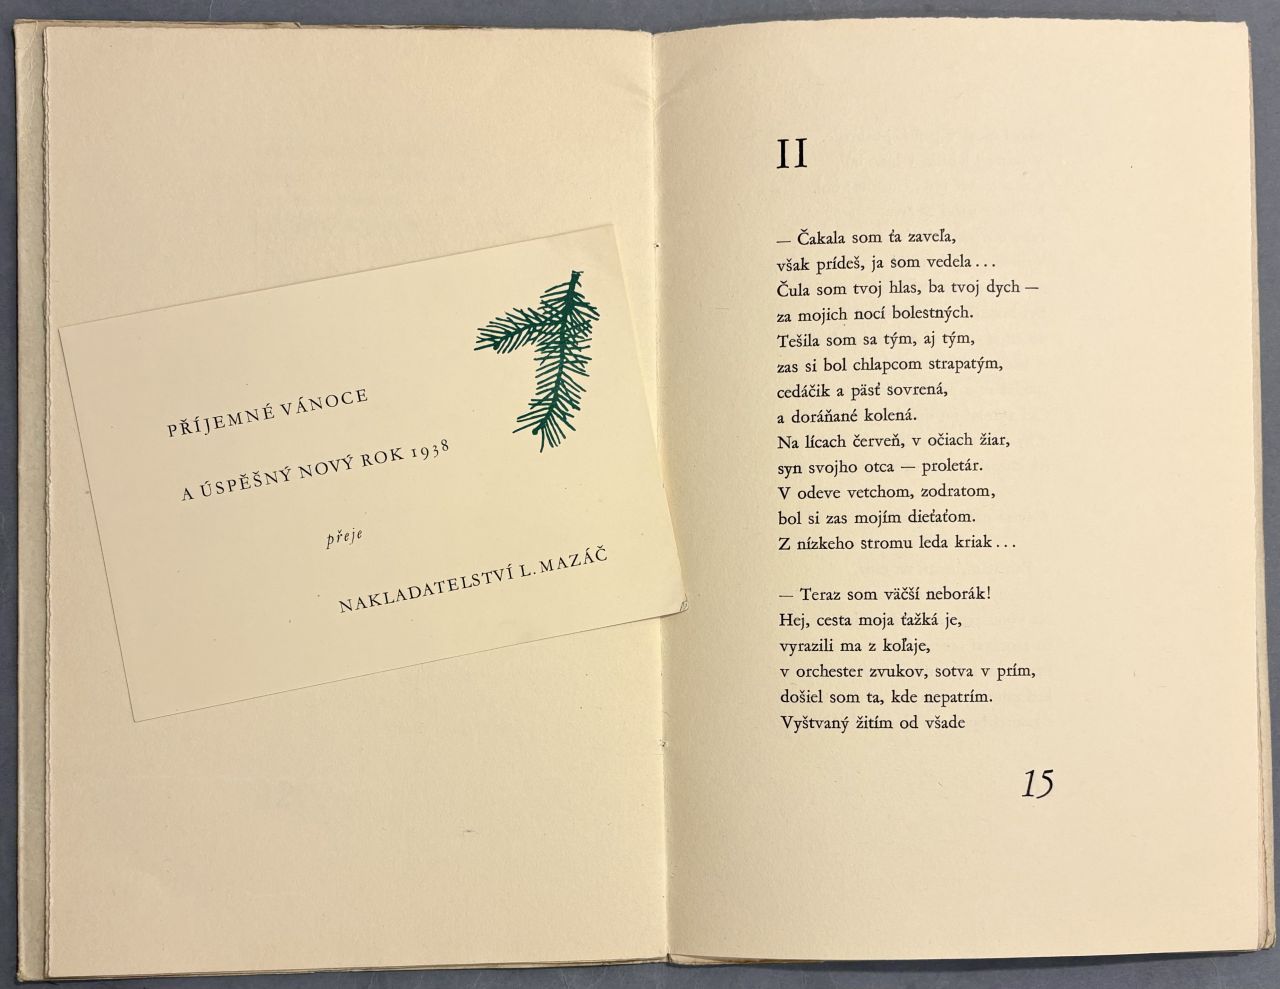 PŘÍJEMNÉ VÁNOCE
A ÚSPĚŠNÝ NOVÝ ROK 1938
přeje
NAKLADATELSTVÍ L. MAZÁČ
II
— Čakala som ťa zaveľa,
však prídeš, ja som vedela...
Čula som tvoj hlas, ba tvoj dych —
za mojich nocí bolestných.
Tešila som sa tým, aj tým,
zas si bol chlapcom strapatým,
cedáčik a päsť sovrená,
a doráňané kolená.
Na lícach červeň, v očiach žiar,
syn svojho otca — proletár.
V odeve vetchom, zodratom,
bol si zas mojím dieťaťom.
Z nízkeho stromu leda kriak...
— Teraz som väčší neborák!
Hej, cesta moja ťažká je,
vyrazili ma z koľaje,
v orchester zvukov, sotva v prím,
došiel som ta, kde nepatrím.
Vyštvaný žitím od všade
15